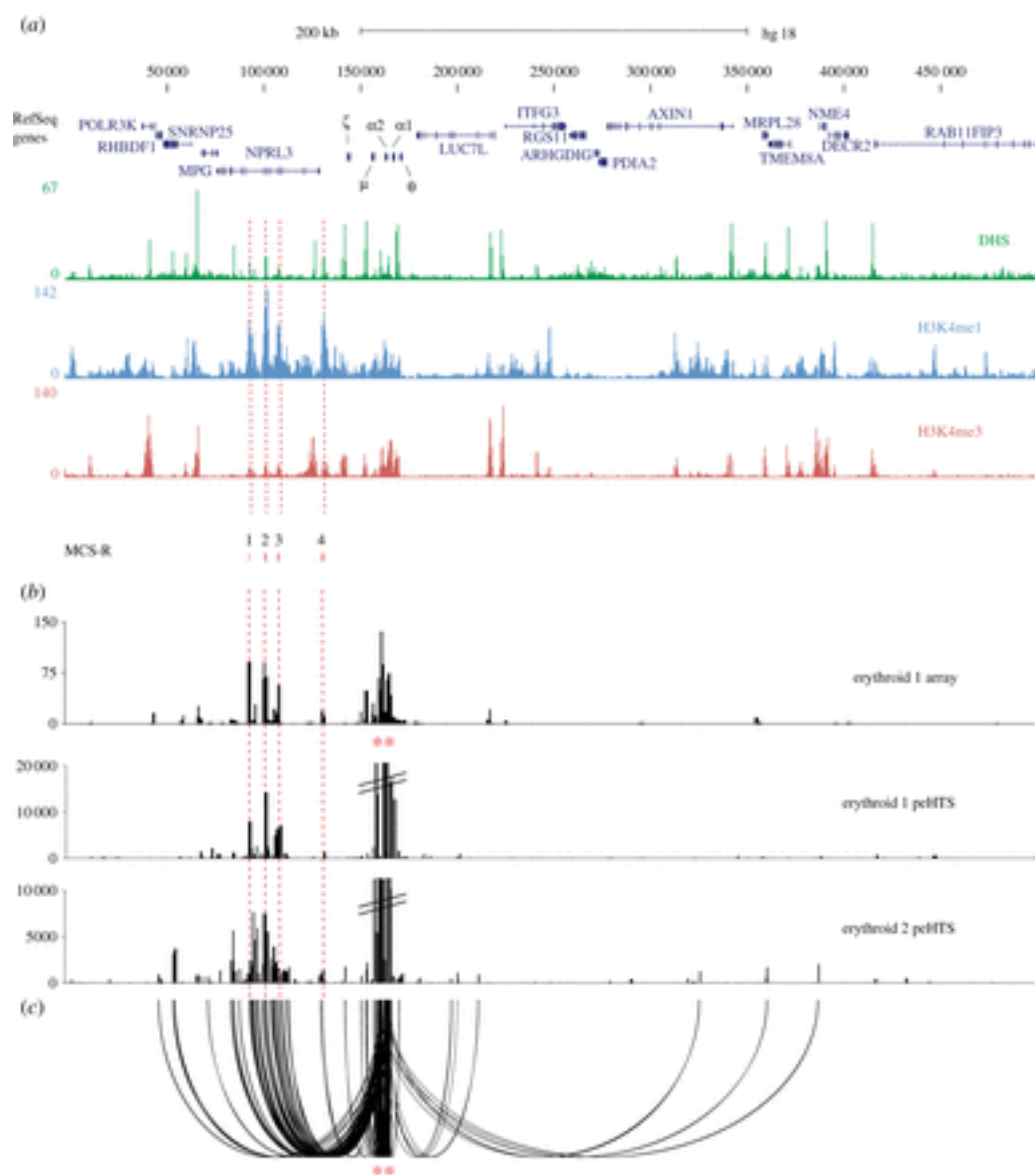 (a)
200 kb hg 18
50 000 100 000 150 000 200 000 250 000 300 000 350 000 400 000 450 000
RefSeq genes
POLR3K
RHBDF1
SNRNP25
MPG
NPRL3
ζ
α2
α1
μ
θ
LUC7L
ITFG3
RGS11
ARHGDIG
PDIA2
AXIN1
MRPL28
TMEM8A
NME4
DECR2
RAB11FIP3
67
DHS
0
142
H3K4me1
0
140
H3K4me3
0
MCS-R 1 2 3 4
(b)
150
75
erythroid 1 array
0
20 000
10 000
erythroid 1 peHTS
0
10 000
5000
erythroid 2 peHTS
0
(c)